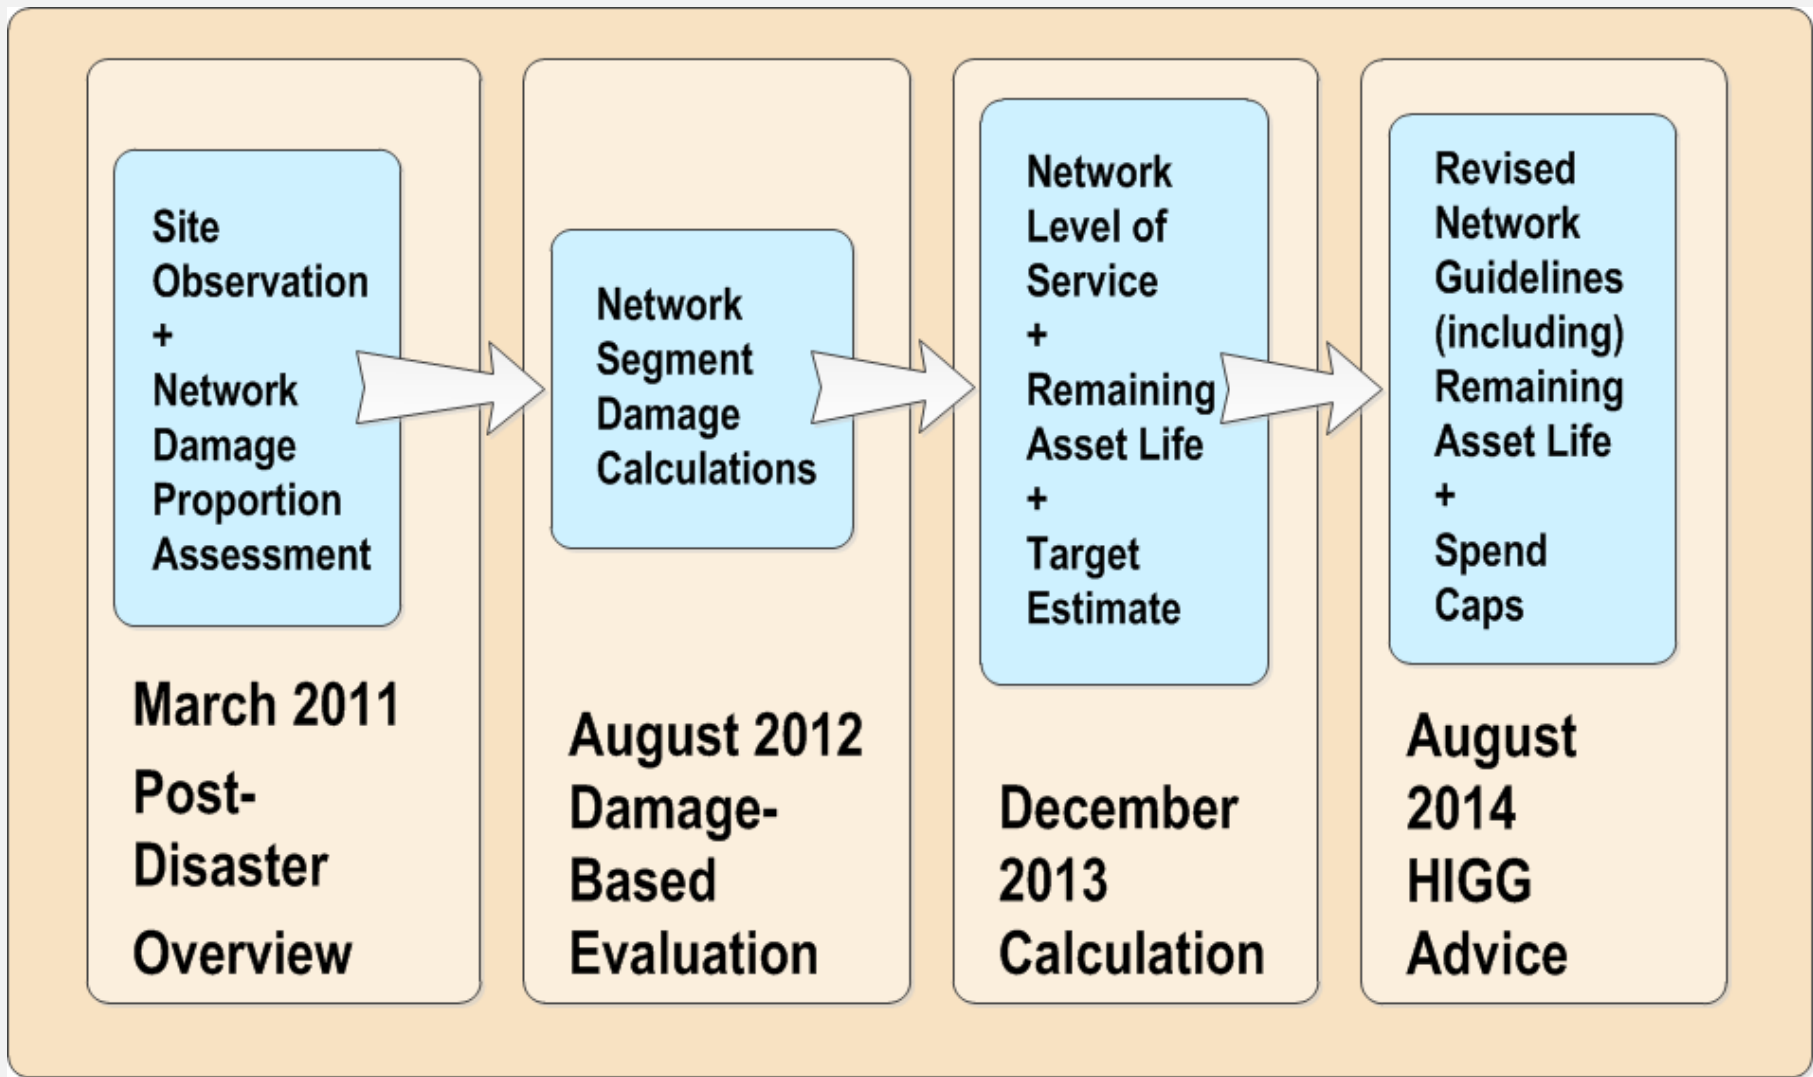 Site
Observation
+
Network
Damage
Proportion
Assessment
March 2011
Post-
Disaster
Overview
Network
Segment
Damage
Calculations
August 2012
Damage-
Based
Evaluation
Network
Level of
Service
+
Remaining
Asset Life
+
Target
Estimate
December
2013
Calculation
Revised
Network
Guidelines
(including)
Remaining
Asset Life
+
Spend
Caps
August
2014
HIGG
Advice